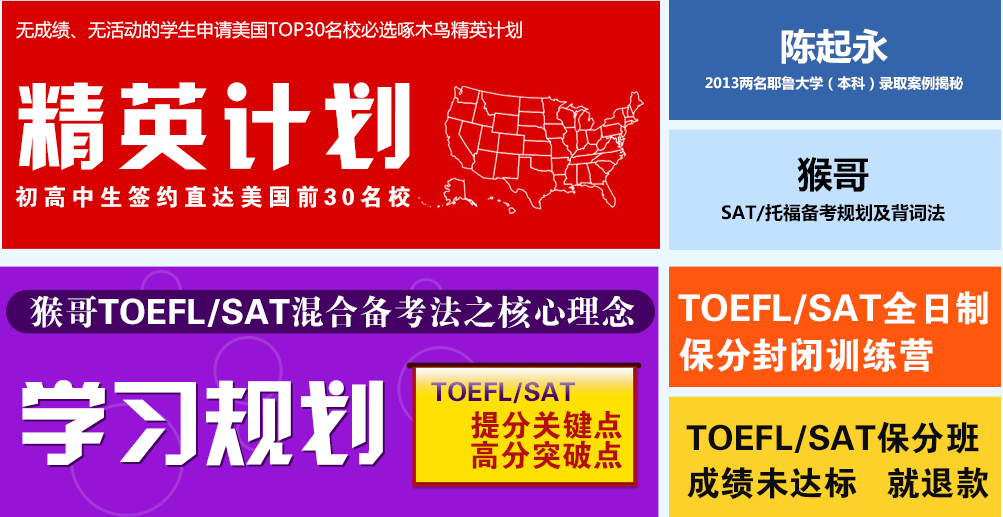 无成绩、无活动的学生申请美国TOP30名校必选啄木鸟精英计划
精英计划
初高中生签约直达美国前30名校
陈起永
2013两名耶鲁大学（本科）录取案例揭秘
猴哥
SAT/托福备考规划及背词法
猴哥TOEFL/SAT混合备考法之核心理念
学习规划
TOEFL/SAT
提分关键点
高分突破点
TOEFL/SAT全日制
保分封闭训练营
TOEFL/SAT保分班
成绩未达标 就退款